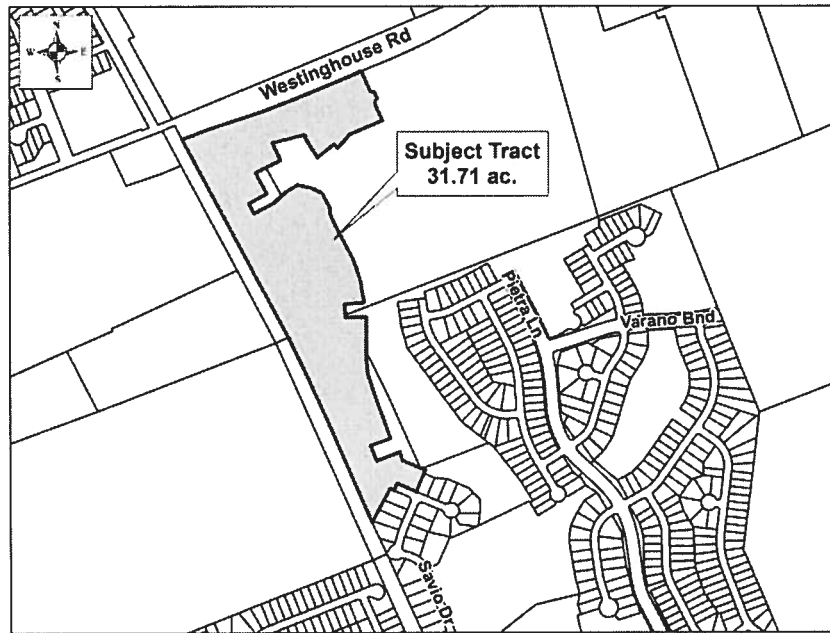 N
W E
S
Westinghouse Rd
Subject Tract
31.71 ac.
Pietra Ln
Varano Bnd
Savio Dr